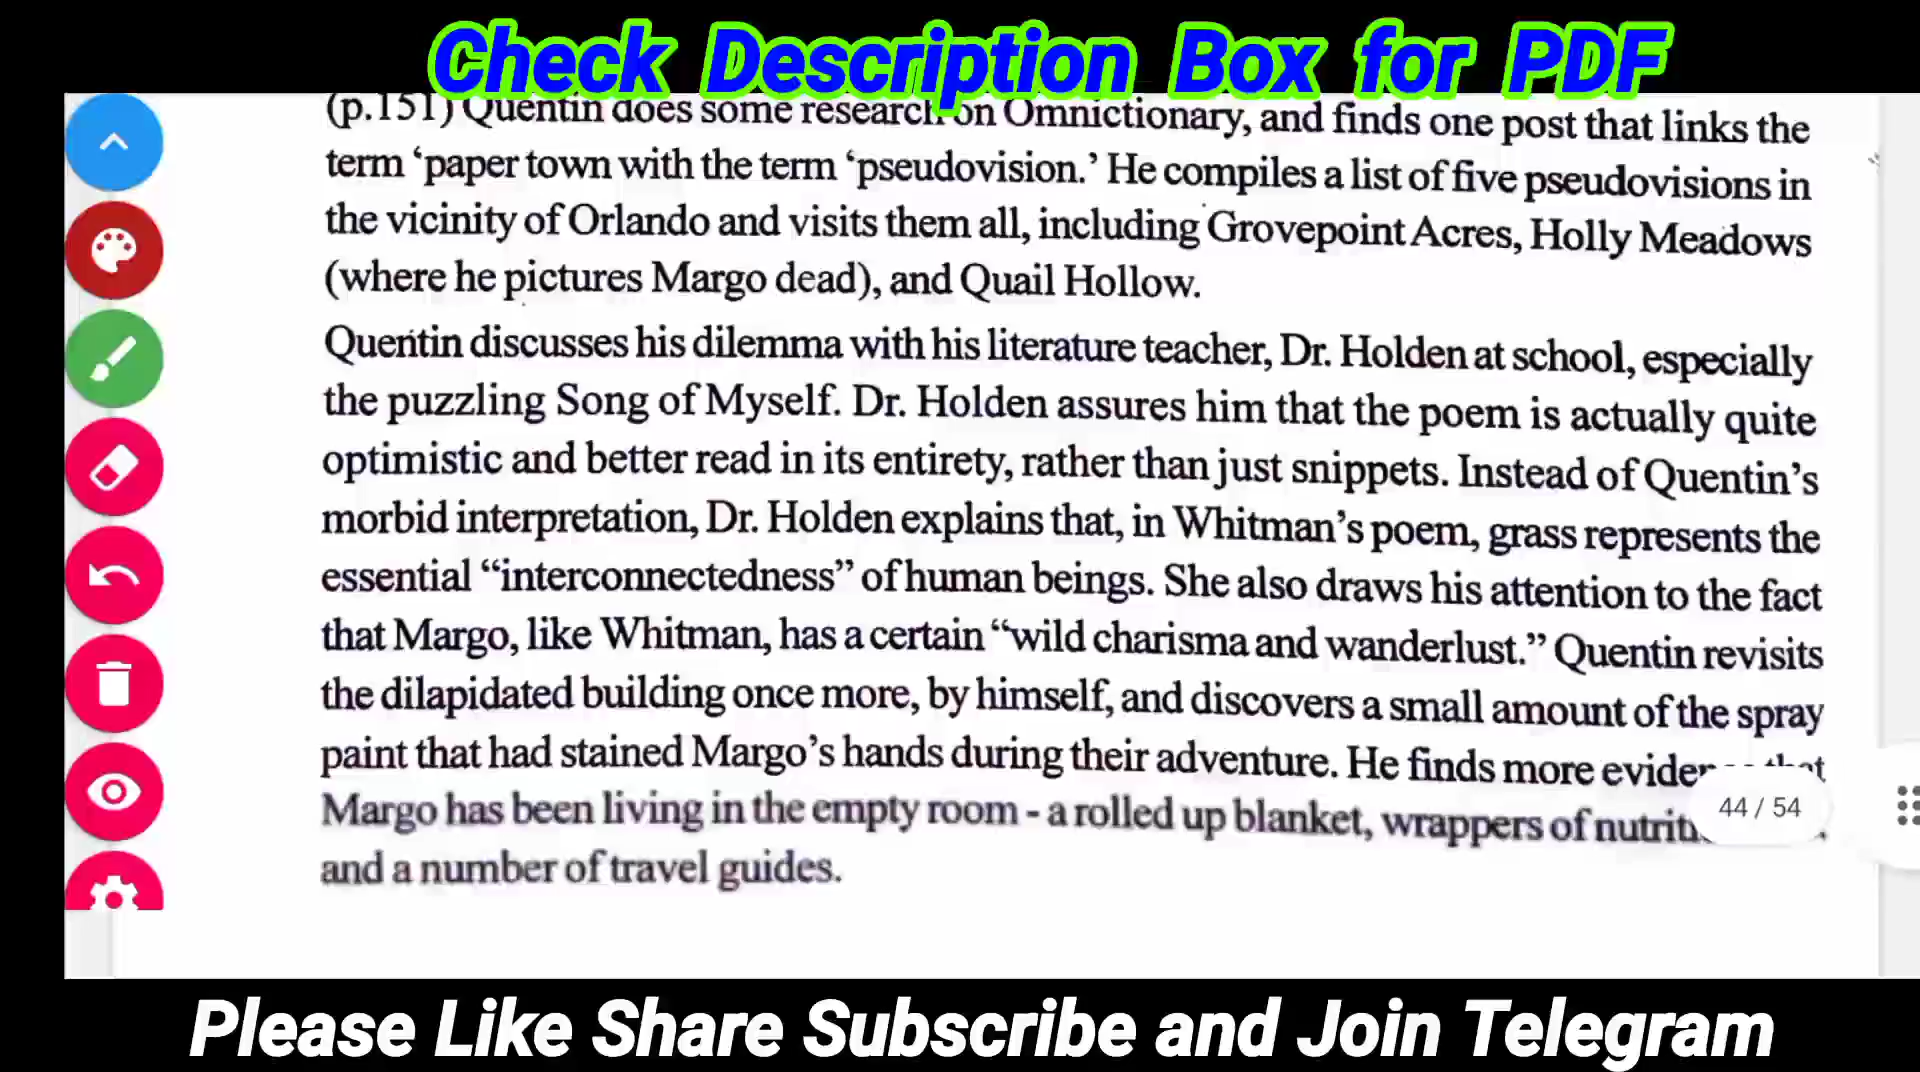 Check Description Box for PDF
(p.151) Quentin does some research on Omnictionary, and finds one post that links the
term ‘paper town with the term ‘pseudovision.’ He compiles a list of five pseudovisions in
the vicinity of Orlando and visits them all, including Grovepoint Acres, Holly Meadows
(where he pictures Margo dead), and Quail Hollow.
Quentin discusses his dilemma with his literature teacher, Dr. Holden at school, especially
the puzzling Song of Myself. Dr. Holden assures him that the poem is actually quite
optimistic and better read in its entirety, rather than just snippets. Instead of Quentin’s
morbid interpretation, Dr. Holden explains that, in Whitman’s poem, grass represents the
essential “interconnectedness” of human beings. She also draws his attention to the fact
that Margo, like Whitman, has a certain “wild charisma and wanderlust.” Quentin revisits
the dilapidated building once more, by himself, and discovers a small amount of the spray
paint that had stained Margo’s hands during their adventure. He finds more that
Margo has been living in the empty room - a rolled up blanket, wrappers of
and a number of travel guides.
44 / 54
Please Like Share Subscribe and Join Telegram